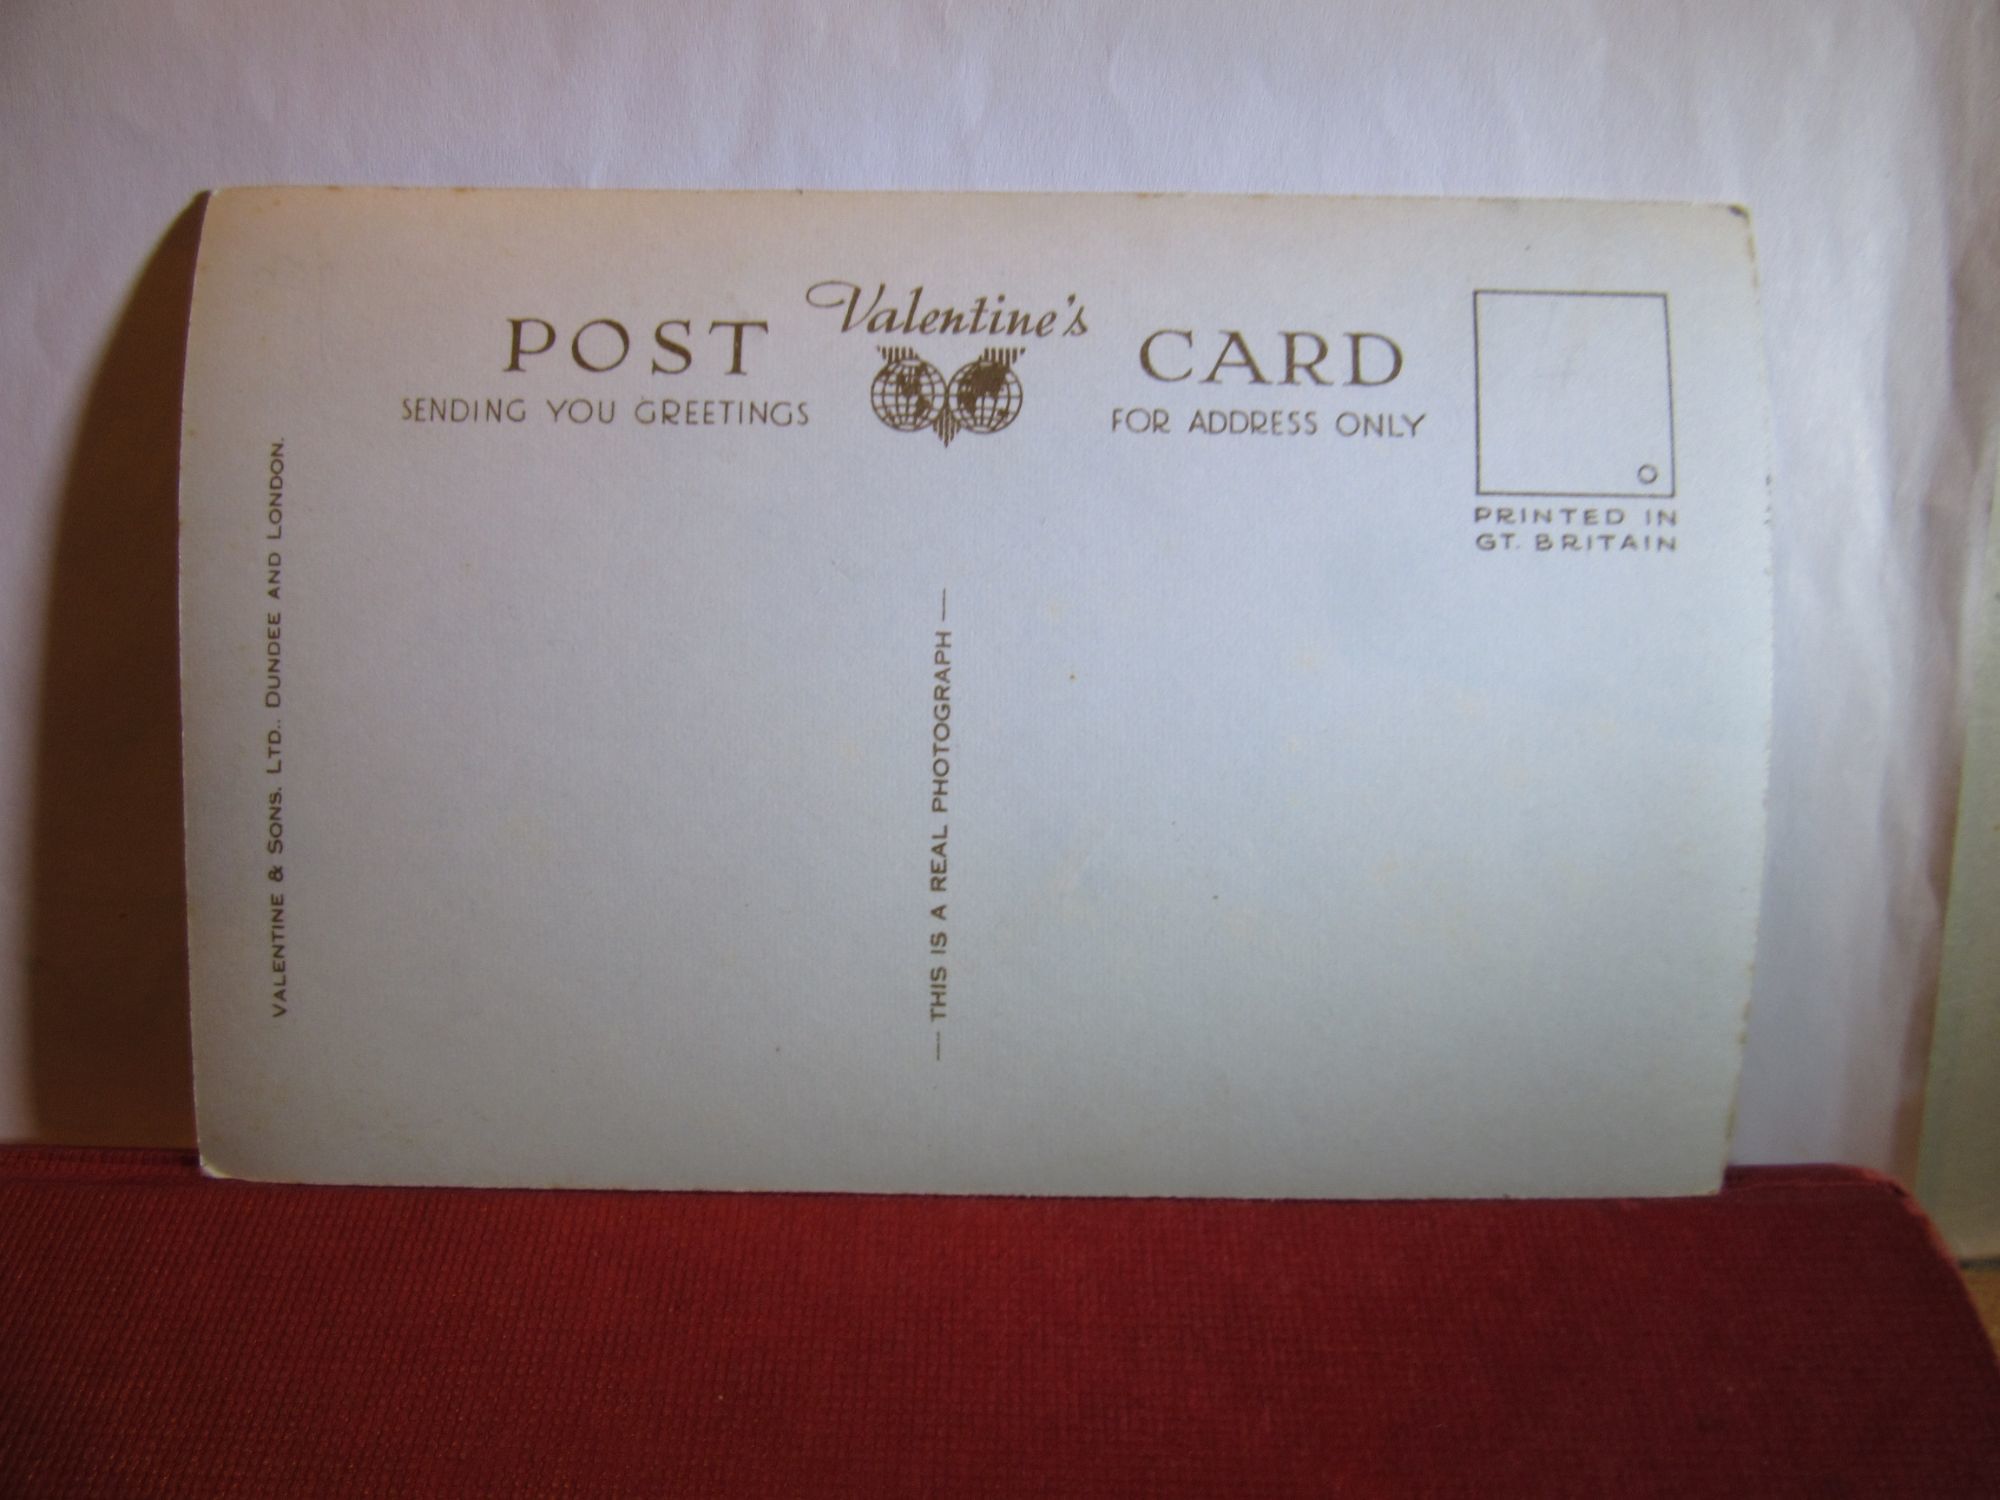 POST Valentine's CARD
SENDING YOU GREETINGS
FOR ADDRESS ONLY
PRINTED IN
GT. BRITAIN
VALENTINE & SONS. LTD., DUNDEE AND LONDON.
— THIS IS A REAL PHOTOGRAPH —